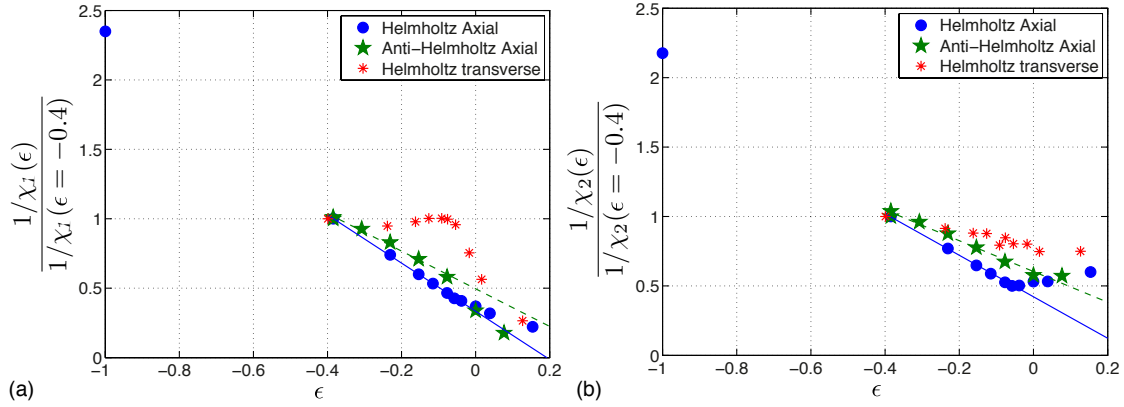 2.5
2
1.5
1
0.5
0
−1
−0.8
−0.6
−0.4
−0.2
0
0.2
ϵ
1/χ₁(ϵ)
1/χ₁(ϵ = −0.4)
Helmholtz Axial
Anti−Helmholtz Axial
Helmholtz transverse
(a)
2.5
2
1.5
1
0.5
0
−1
−0.8
−0.6
−0.4
−0.2
0
0.2
ϵ
1/χ₂(ϵ)
1/χ₂(ϵ = −0.4)
Helmoltz Axial
Anti−Helmholtz Axial
Helmholtz transverse
(b)